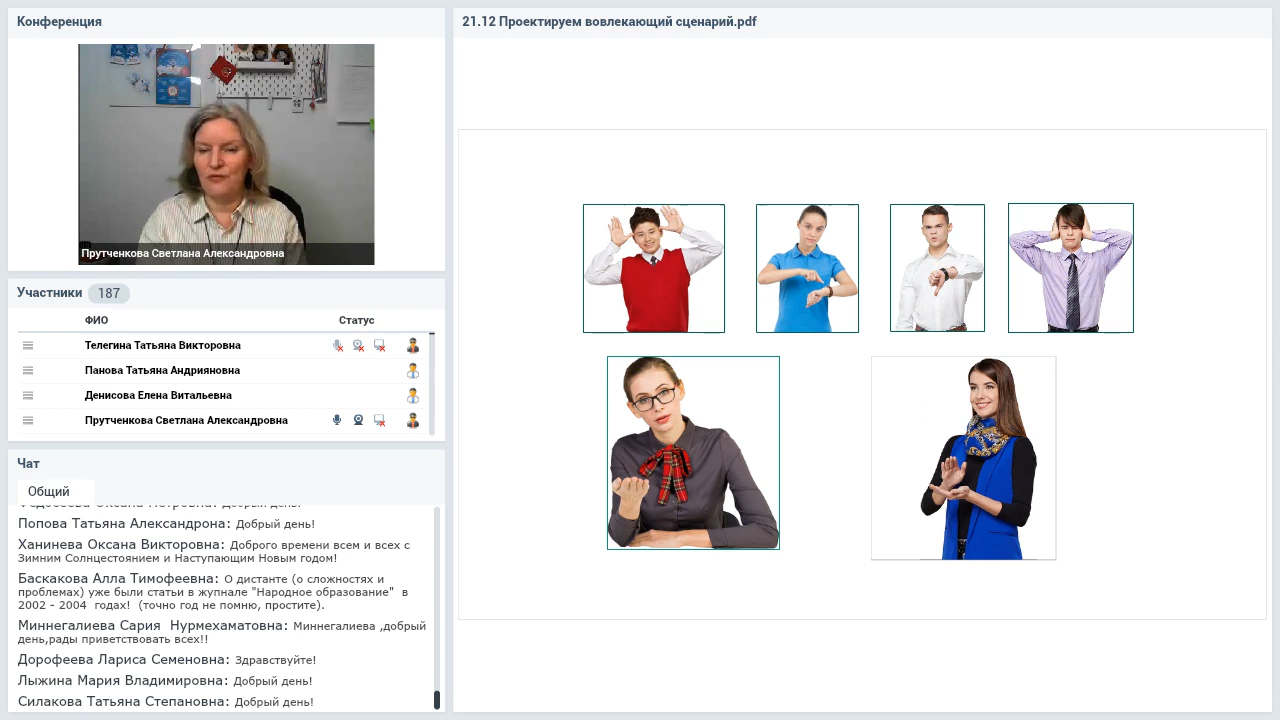 Конференция
Прутченкова Светлана Александровна
Участники 187
ФИО Статус
Телегина Татьяна Викторовна
Панова Татьяна Андрияновна
Денисова Елена Витальевна
Прутченкова Светлана Александровна
Чат
Общий
Попова Татьяна Александрона: Добрый день!
Ханинева Оксана Викторовна: Доброго времени всем и всех с
Зимним Солнцестоянием и Наступающим Новым годом!
Баскакова Алла Тимофеевна: О дистанте (о сложностях и
проблемах) уже были статьи в жупнале "Народное образование" в
2002 - 2004 годах! (точно год не помню, простите).
Миннегалиева Сария Нурмехаматовна: Миннегалиева ,добрый
день,рады приветствовать всех!!
Дорофеева Лариса Семеновна: Здравствуйте!
Лыжина Мария Владимировна: Добрый день!
Силакова Татьяна Степановна: Добрый день!
21.12 Проектируем вовлекающий сценарий.pdf